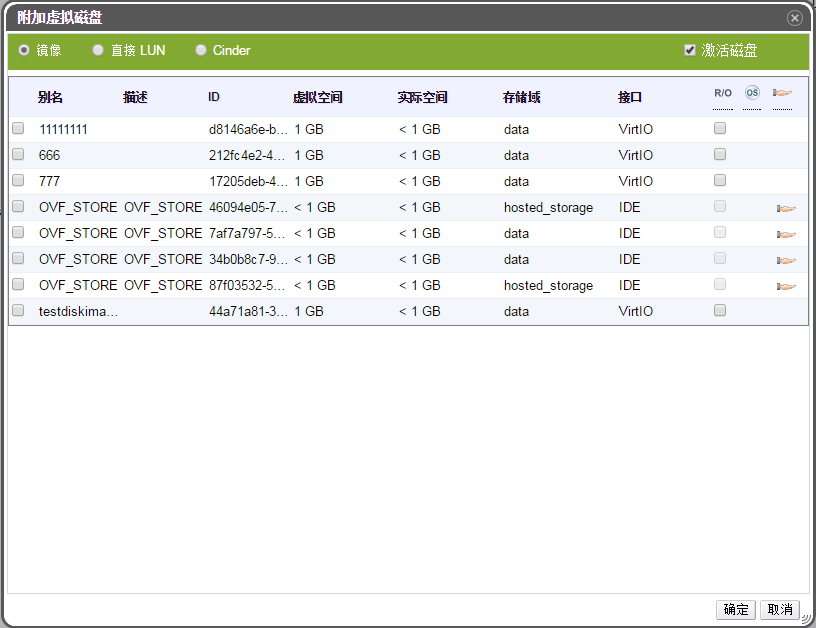 附加虚拟磁盘
镜像 直接 LUN Cinder 激活磁盘
别名 描述 ID 虚拟空间 实际空间 存储域 接口 R/O OS
11111111 d8146a6e-b... 1 GB < 1 GB data VirtIO
666 212fc4e2-4... 1 GB < 1 GB data VirtIO
777 17205deb-4... 1 GB < 1 GB data VirtIO
OVF_STORE OVF_STORE 46094e05-7... < 1 GB < 1 GB hosted_storage IDE
OVF_STORE OVF_STORE 7af7a797-5... < 1 GB < 1 GB data IDE
OVF_STORE OVF_STORE 34b0b8c7-9... < 1 GB < 1 GB data IDE
OVF_STORE OVF_STORE 87f03532-5... < 1 GB < 1 GB hosted_storage IDE
testdiskima... 44a71a81-3... 1 GB < 1 GB data VirtIO
确定 取消